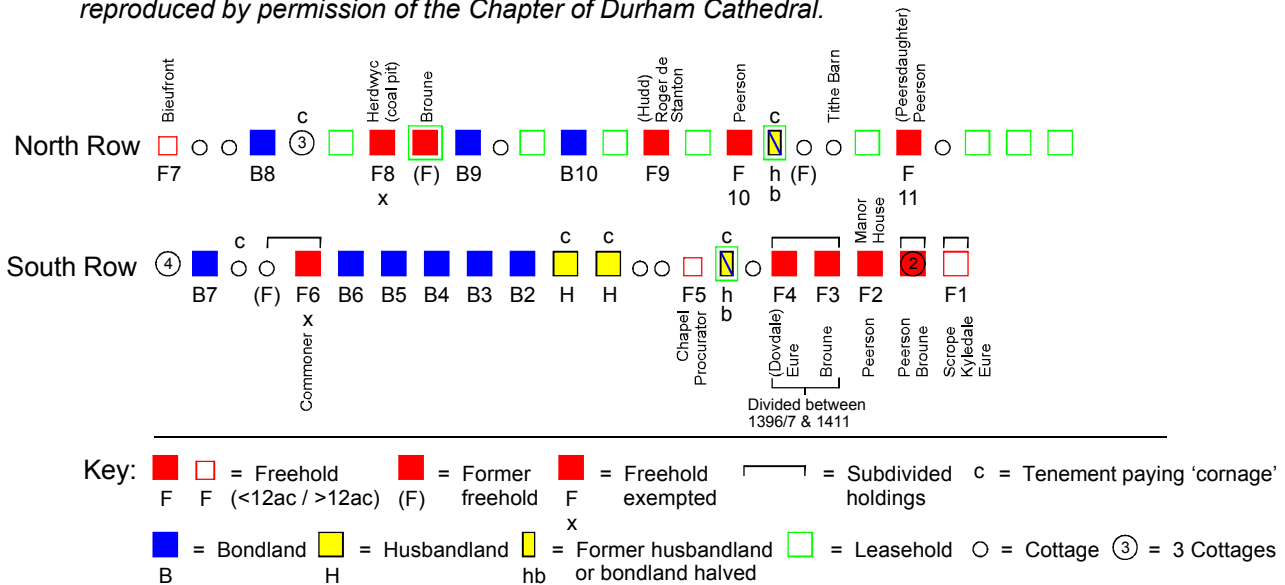 reproduced by permission of the Chapter of Durham Cathedral.
Bieufront
Herdwyc
(coal pit)
Broune
(Hudd)
Roger de
Stanton
Peerson
Tithe Barn
(Peersdaughter)
Peerson
c c
North Row 3
F7 B8 F8 (F) B9 B10 F9 F h (F) F
x 10 b 11
Manor
House
c c c c
South Row 4 2
B7 (F) F6 B6 B5 B4 B3 B2 H H F5 h F4 F3 F2 F1
x b
Commoner
Chapel
Procurator
(Dovdale)
Eure
Broune
Peerson
Peerson
Broune
Scrope
Kyledale
Eure
Divided between
1396/7 & 1411
Key: = Freehold = Former = Freehold = Subdivided c = Tenement paying ‘cornage’
F F (<12ac / >12ac) (F) freehold F exempted holdings
x
= Bondland = Husbandland = Former husbandland = Leasehold = Cottage 3 = 3 Cottages
B H hb or bondland halved